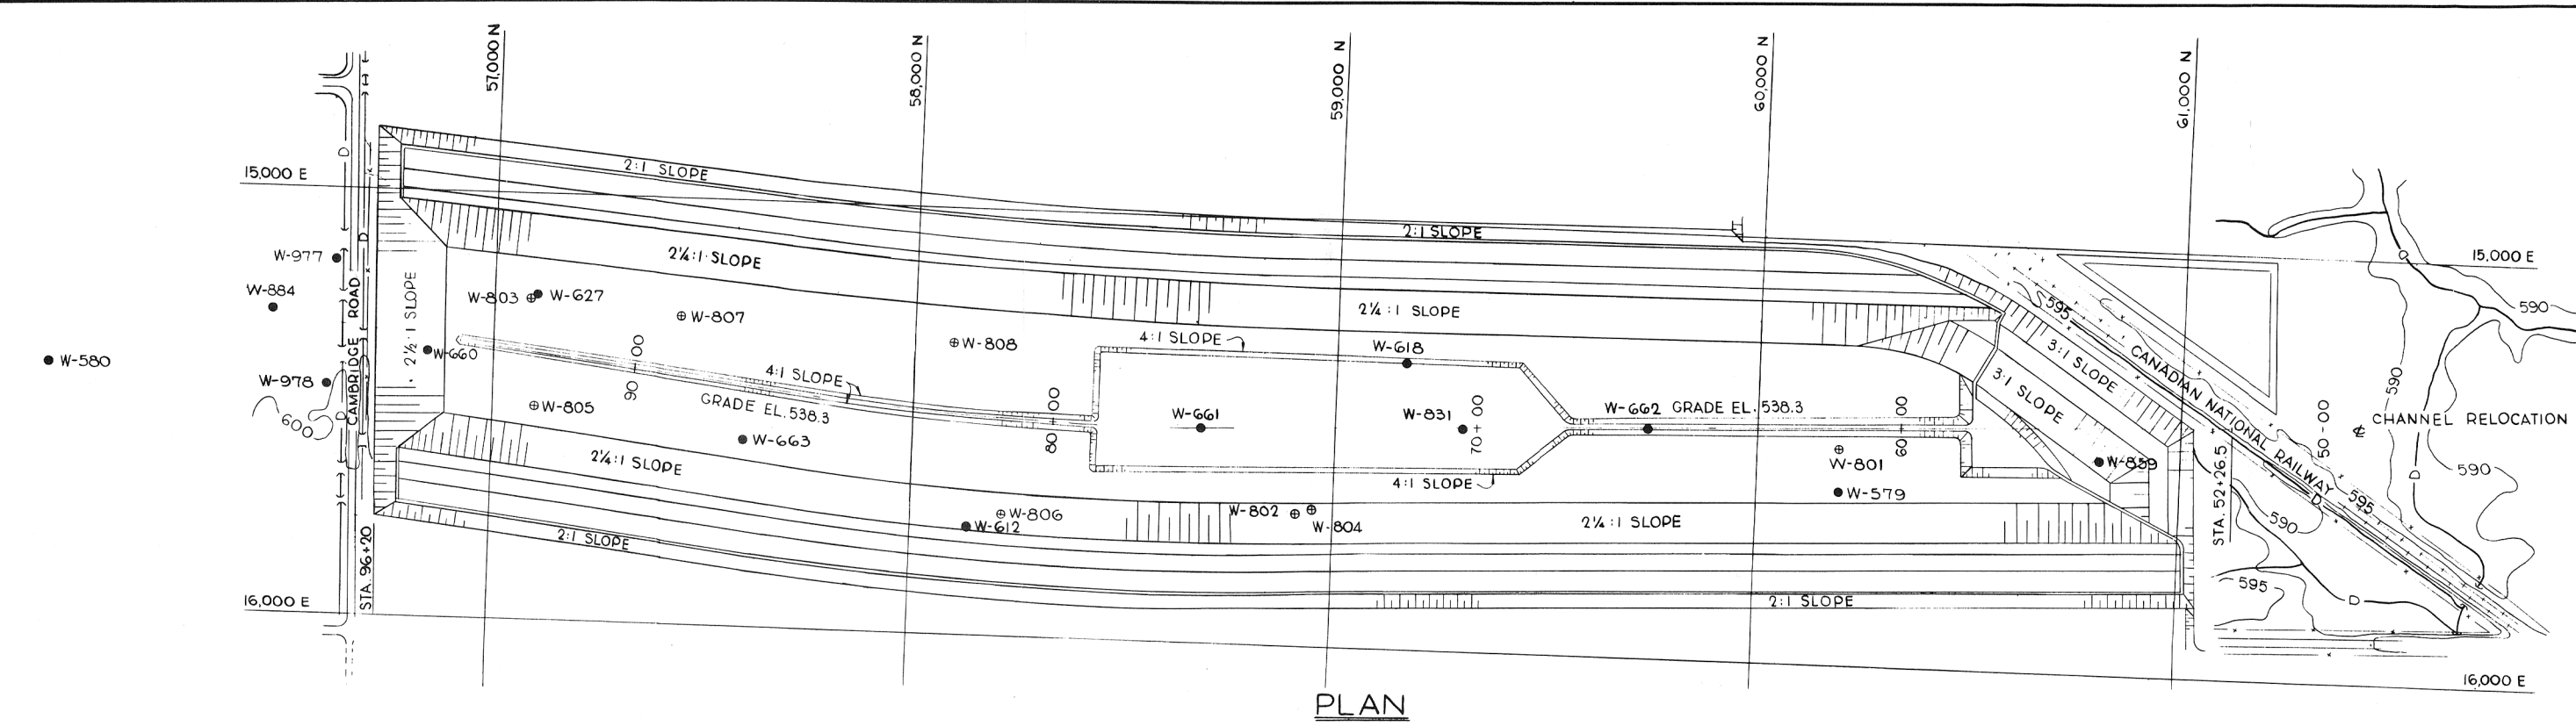 57,000 N
58,000 N
59,000 N
60,000 N
61,000 N
15,000 E
2:1 SLOPE
2:1 SLOPE
15,000 E
W-977
W-884
W-580
W-978
600
CAMBRIDGE ROAD
D
D
D
2½:1 SLOPE
2¼:1 SLOPE
W-803
W-627
W-807
W-660
W-808
4:1 SLOPE
2¼:1 SLOPE
W-618
90
00
4:1 SLOPE
GRADE EL. 538.3
W-805
W-663
80
00
W-661
W-831
70+00
W-662
GRADE EL. 538.3
60
00
W-801
W-579
W-859
3:1 SLOPE
3:1 SLOPE
CANADIAN NATIONAL RAILWAY
595
590
D
590
50-00
℄ CHANNEL RELOCATION
590
D
2¼:1 SLOPE
4:1 SLOPE
W-806
W-612
W-802
W-804
2¼:1 SLOPE
STA. 52+26.5
D
595
590
595
D
2:1 SLOPE
2:1 SLOPE
STA. 96+20
16,000 E
16,000 E
PLAN